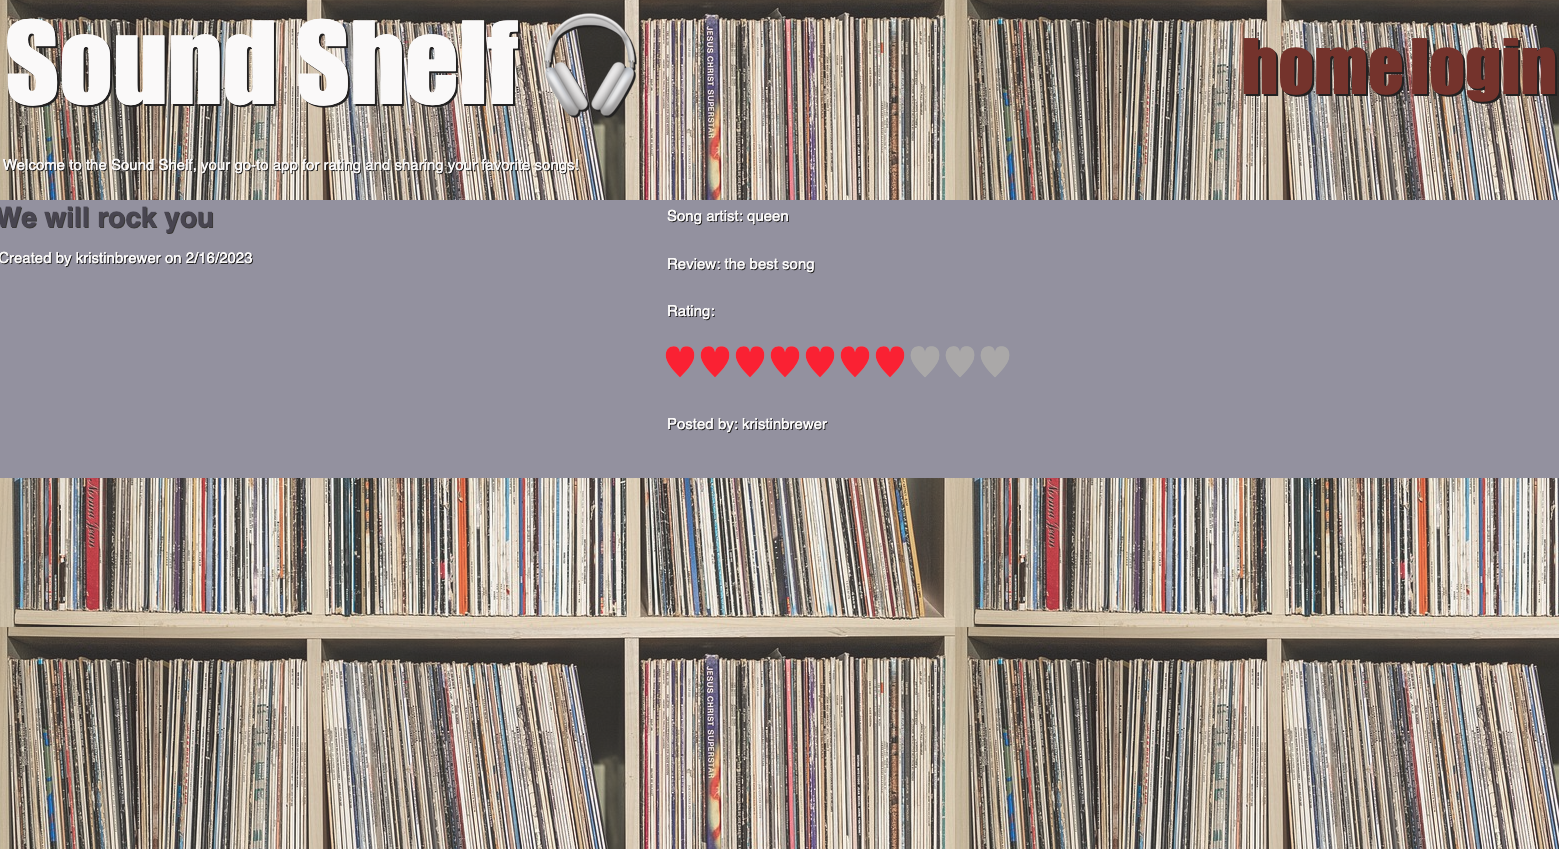 Sound Shelf
home login
Welcome to the Sound Shelf, your go-to app for rating and sharing your favorite songs!
JESUS CHRIST SUPERSTAR
We will rock you
Created by kristinbrewer on 2/16/2023
Song artist: queen
Review: the best song
Rating:
Posted by: kristinbrewer
JESUS CHRIST SUPERSTAR